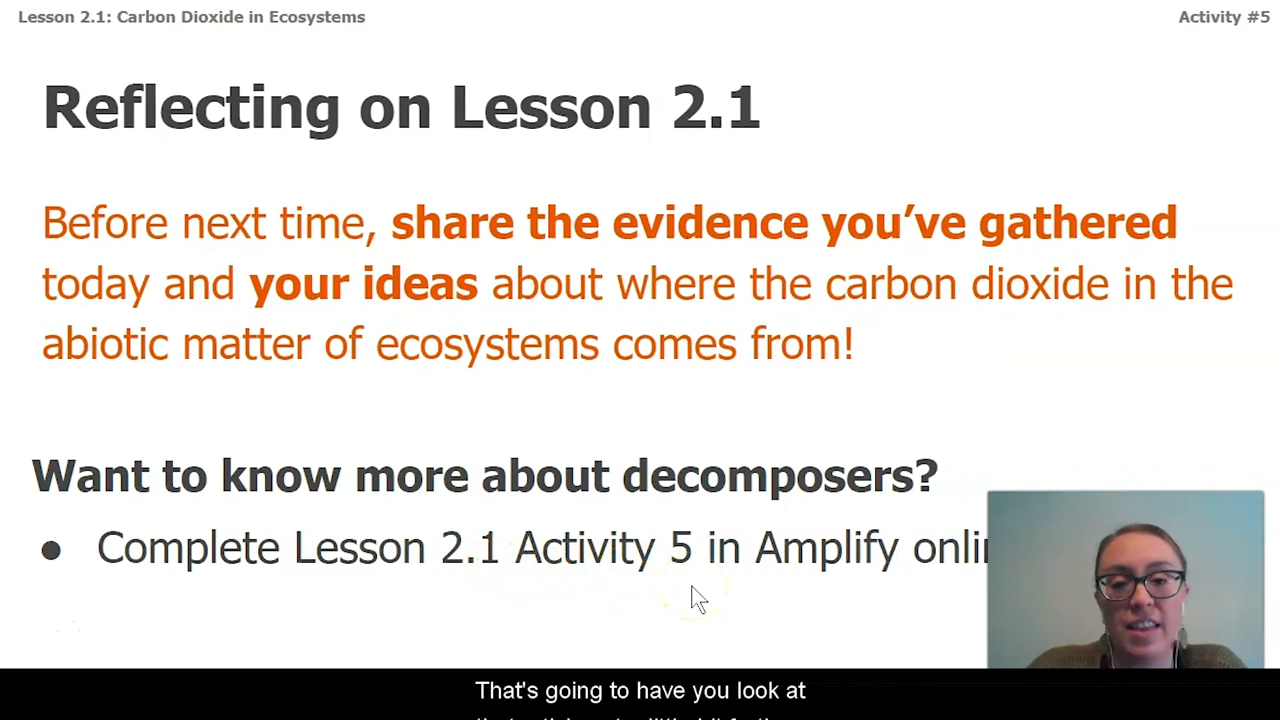 Lesson 2.1: Carbon Dioxide in Ecosystems
Activity #5
Reflecting on Lesson 2.1
Before next time, share the evidence you’ve gathered
today and your ideas about where the carbon dioxide in the
abiotic matter of ecosystems comes from!
Want to know more about decomposers?
● Complete Lesson 2.1 Activity 5 in Amplify onlin
That's going to have you look at